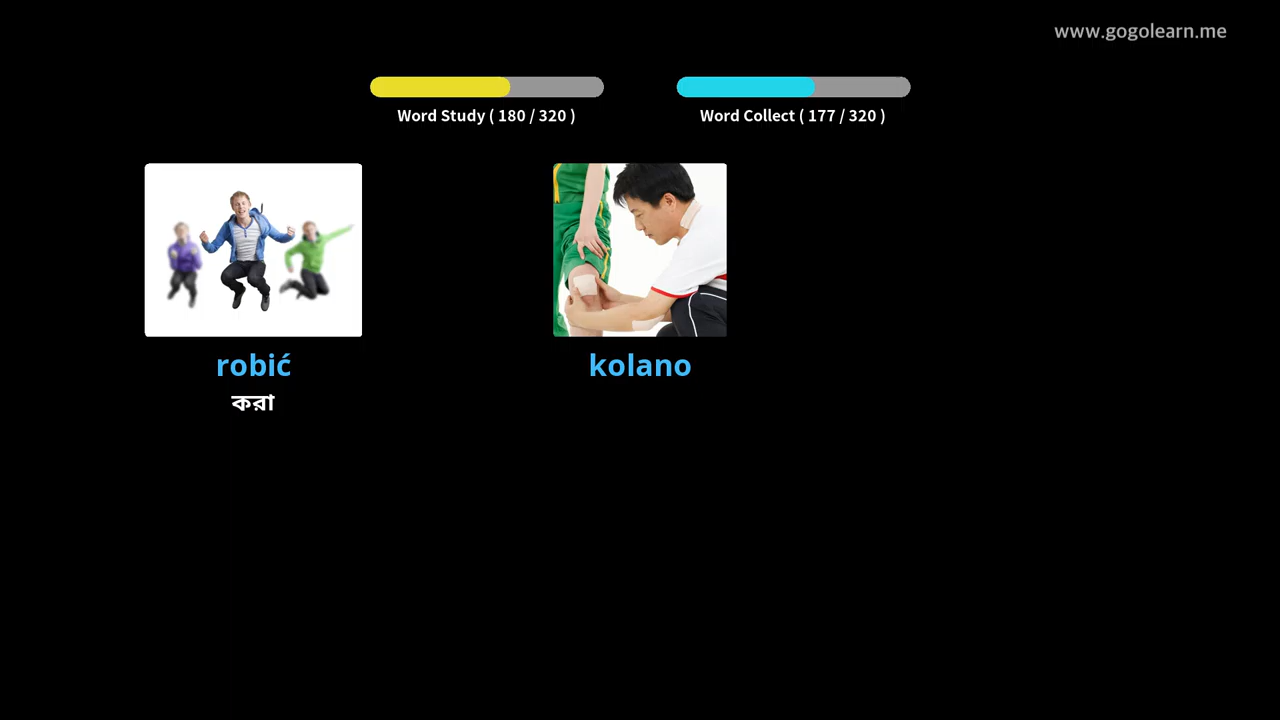 www.gogolearn.me
Word Study ( 180 / 320 )
Word Collect ( 177 / 320 )
robić
করা
kolano